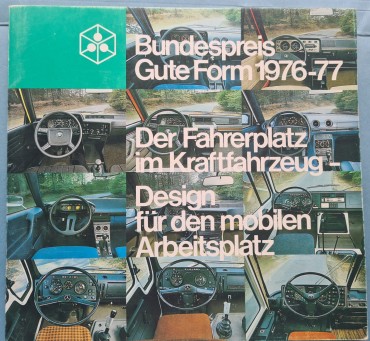 Bundespreis
Gute Form 1976-77
Der Fahrerplatz
im Kraftfahrzeug –
Design
für den mobilen
Arbeitsplatz